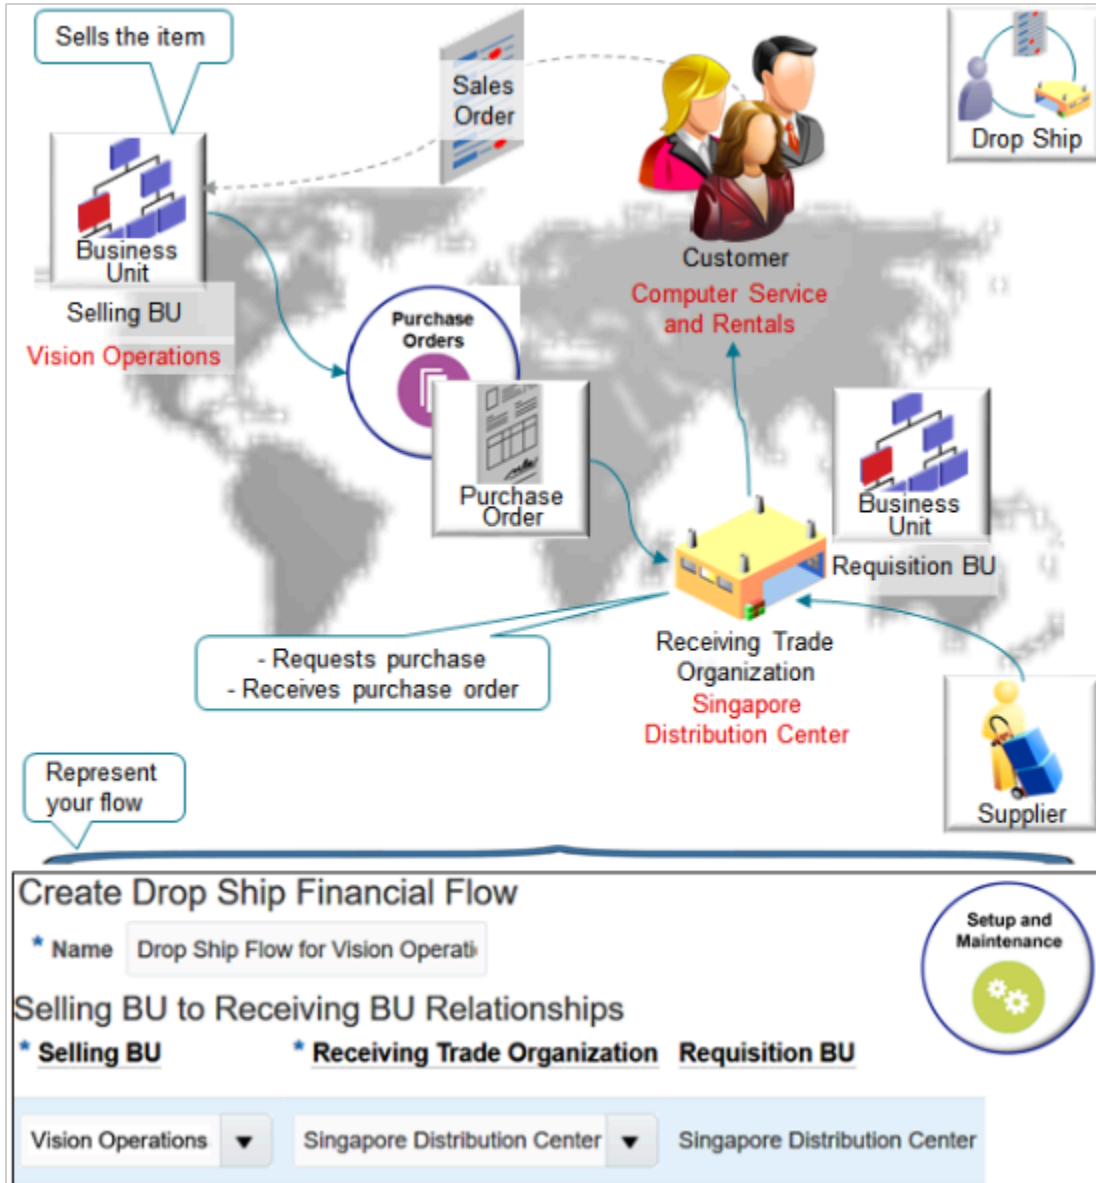 Sells the item
Sales
Order
Drop Ship
Business
Unit
Selling BU
Vision Operations
Customer
Computer Service
and Rentals
Purchase
Orders
Purchase
Order
Business
Unit
Requisition BU
- Requests purchase
- Receives purchase order
Receiving Trade
Organization
Singapore
Distribution Center
Supplier
Represent
your flow
Create Drop Ship Financial Flow
* Name Drop Ship Flow for Vision Operati
Setup and
Maintenance
Selling BU to Receiving BU Relationships
* Selling BU * Receiving Trade Organization Requisition BU
Vision Operations Singapore Distribution Center Singapore Distribution Center